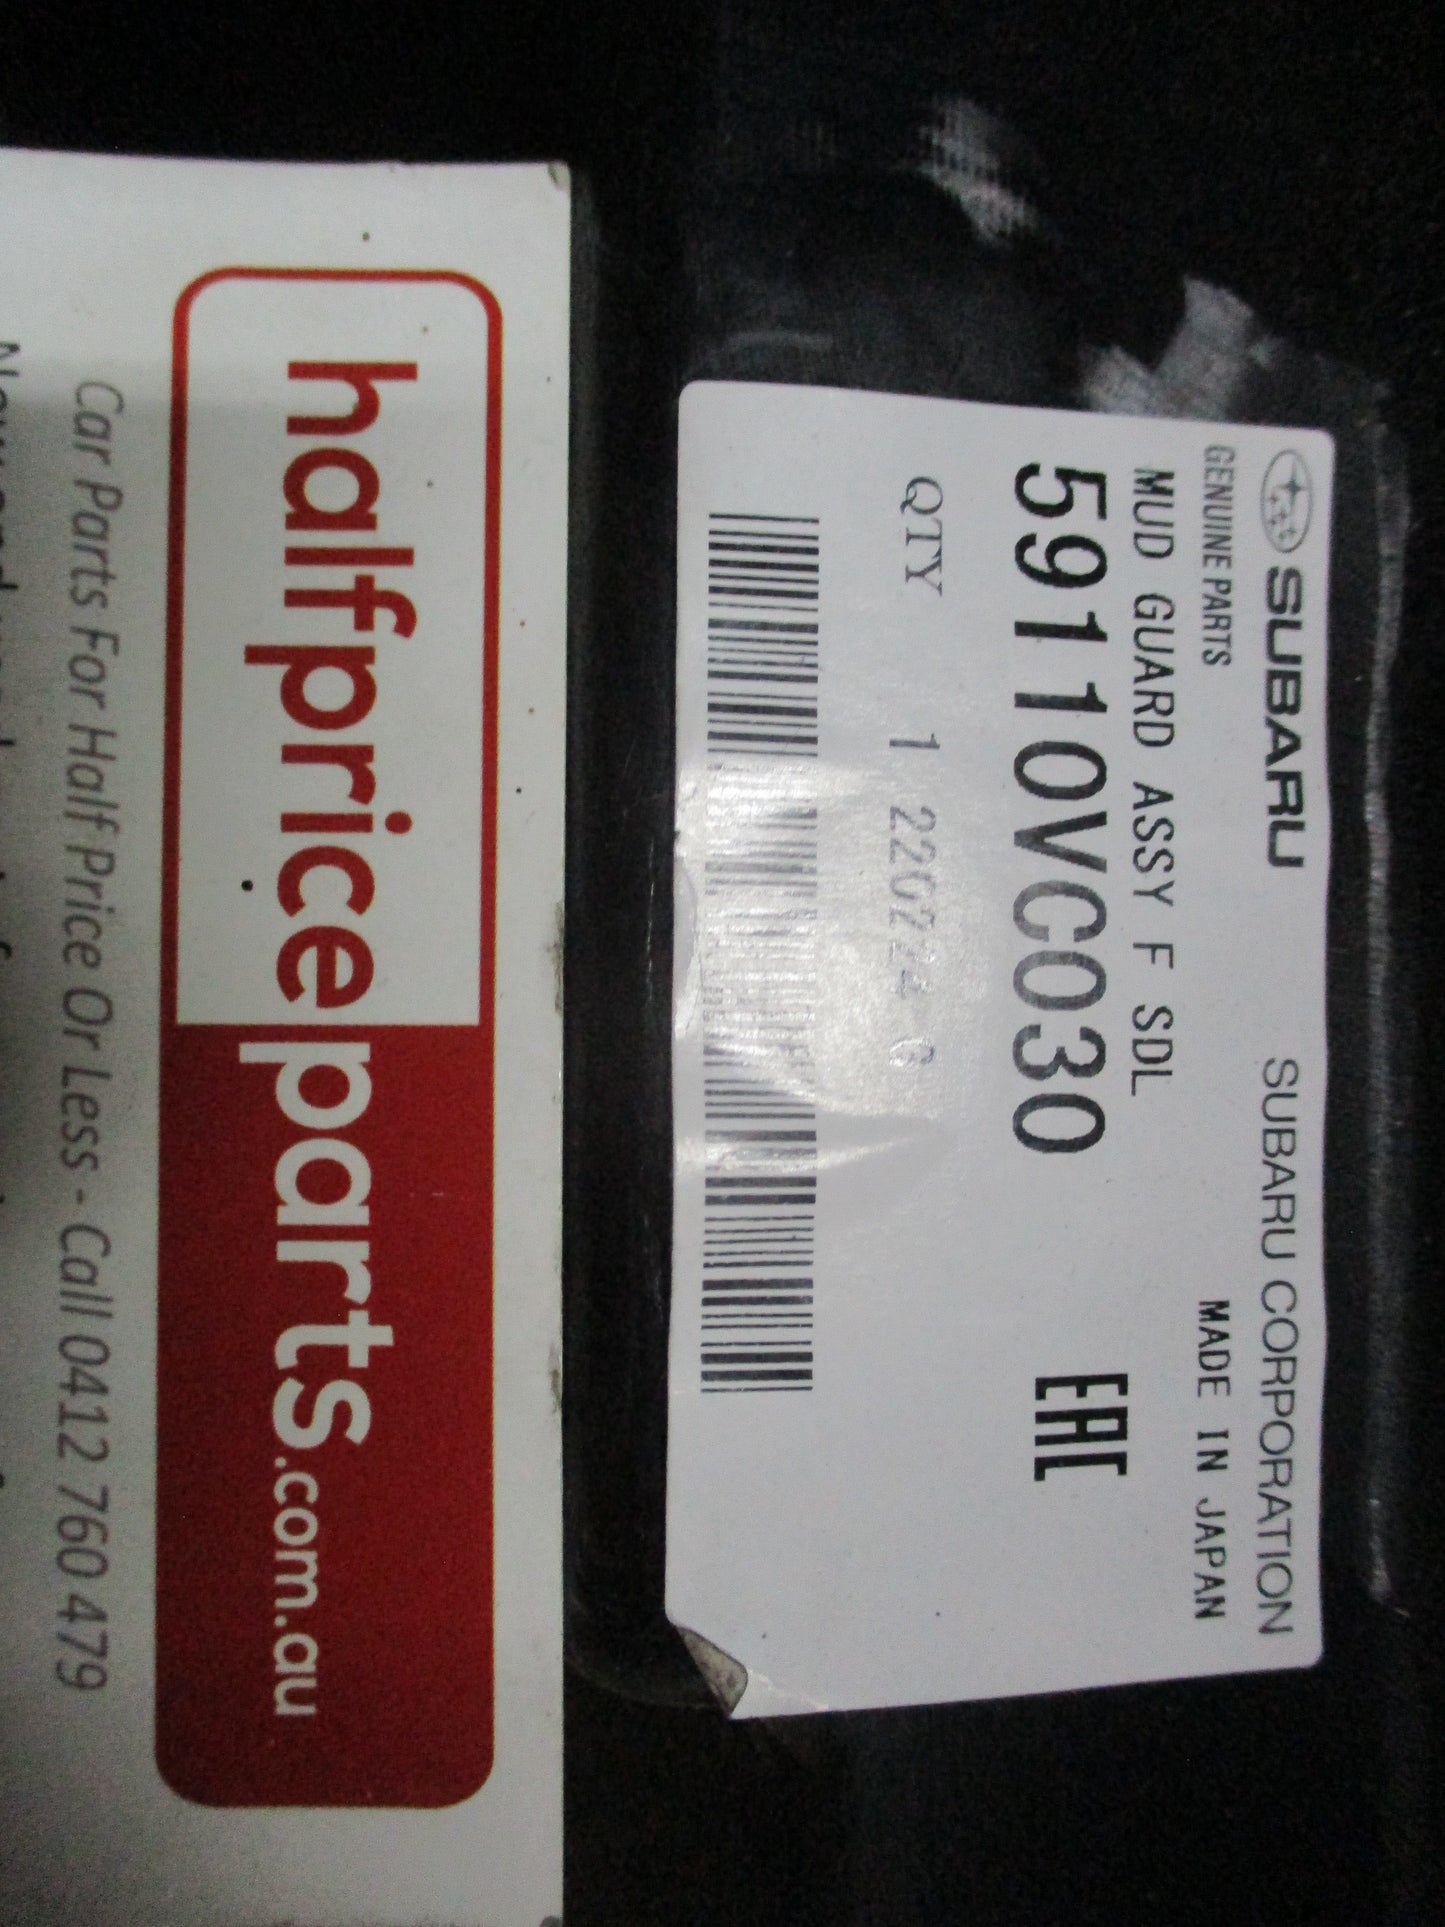 SUBARU
SUBARU CORPORATION
GENUINE PARTS
MADE IN JAPAN
MUD GUARD ASSY F SDL
59110VC030
EAC
QTY 1 220224 G
halfpriceparts.com.au
Car Parts For Half Price Or Less - Call 0412 760 479